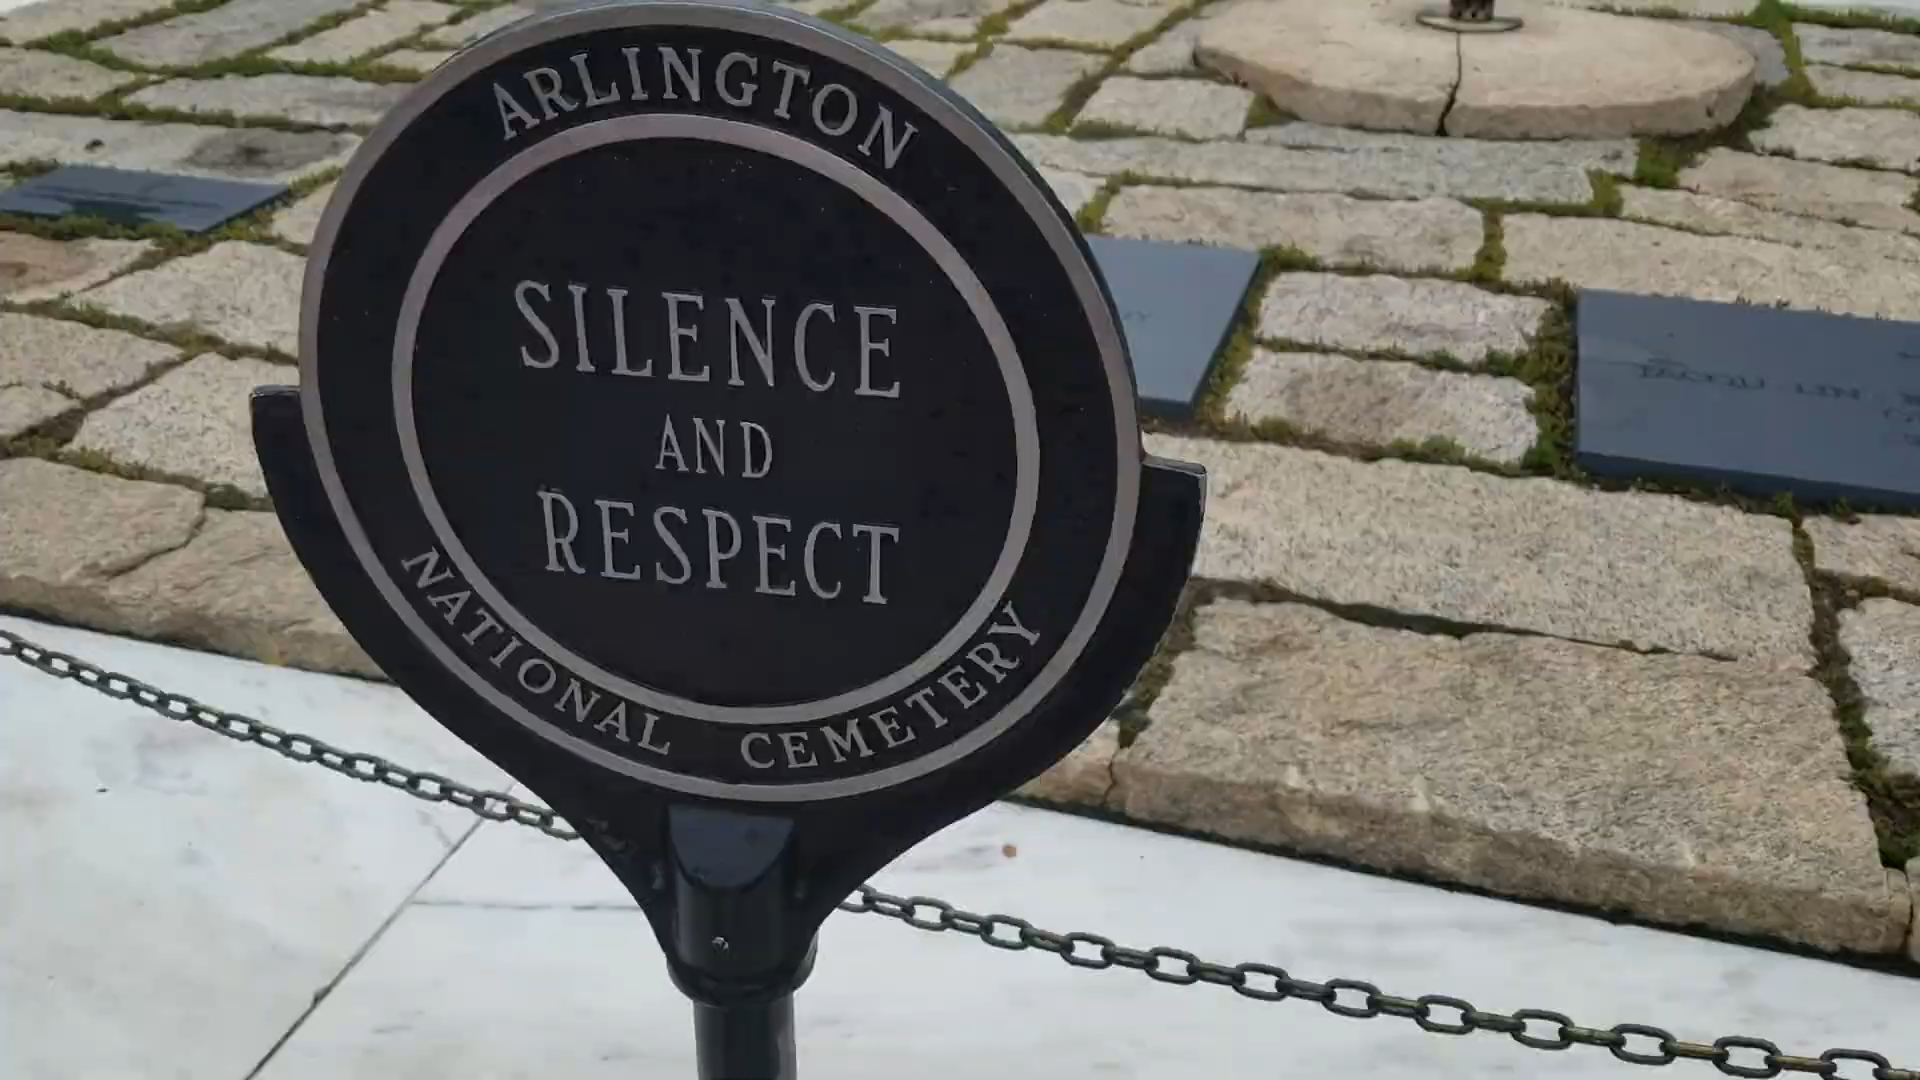 ARLINGTON
SILENCE
AND
RESPECT
NATIONAL CEMETERY